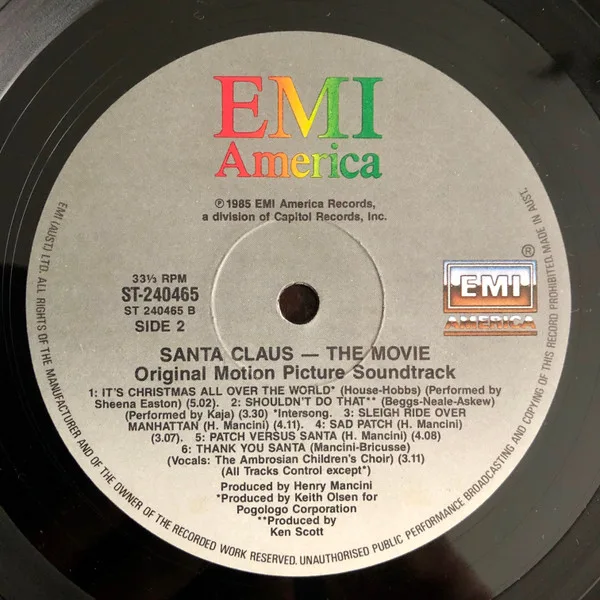 EMI
America
℗ 1985 EMI America Records,
a division of Capitol Records, Inc.
33⅓ RPM
ST-240465
ST 240465 B
SIDE 2
®
EMI
AMERICA
SANTA CLAUS — THE MOVIE
Original Motion Picture Soundtrack
1: IT'S CHRISTMAS ALL OVER THE WORLD* (House-Hobbs) (Performed by
Sheena Easton) (5.02). 2: SHOULDN'T DO THAT** (Beggs-Neale-Askew)
(Performed by Kaja) (3.30) *Intersong. 3: SLEIGH RIDE OVER
MANHATTAN (H. Mancini) (4.11). 4: SAD PATCH (H. Mancini)
(3.07). 5: PATCH VERSUS SANTA (H. Mancini) (4.08)
6: THANK YOU SANTA (Mancini-Bricusse)
(Vocals: The Ambrosian Children's Choir) (3.11)
(All Tracks Control except*)
Produced by Henry Mancini
*Produced by Keith Olsen for
Pogologo Corporation
**Produced by
Ken Scott
EMI (AUST.) LTD. ALL RIGHTS OF THE MANUFACTURER AND OF THE OWNER OF THE RECORDED WORK RESERVED. UNAUTHORISED PUBLIC PERFORMANCE BROADCASTING AND COPYING OF THIS RECORD PROHIBITED. MADE IN AUST.